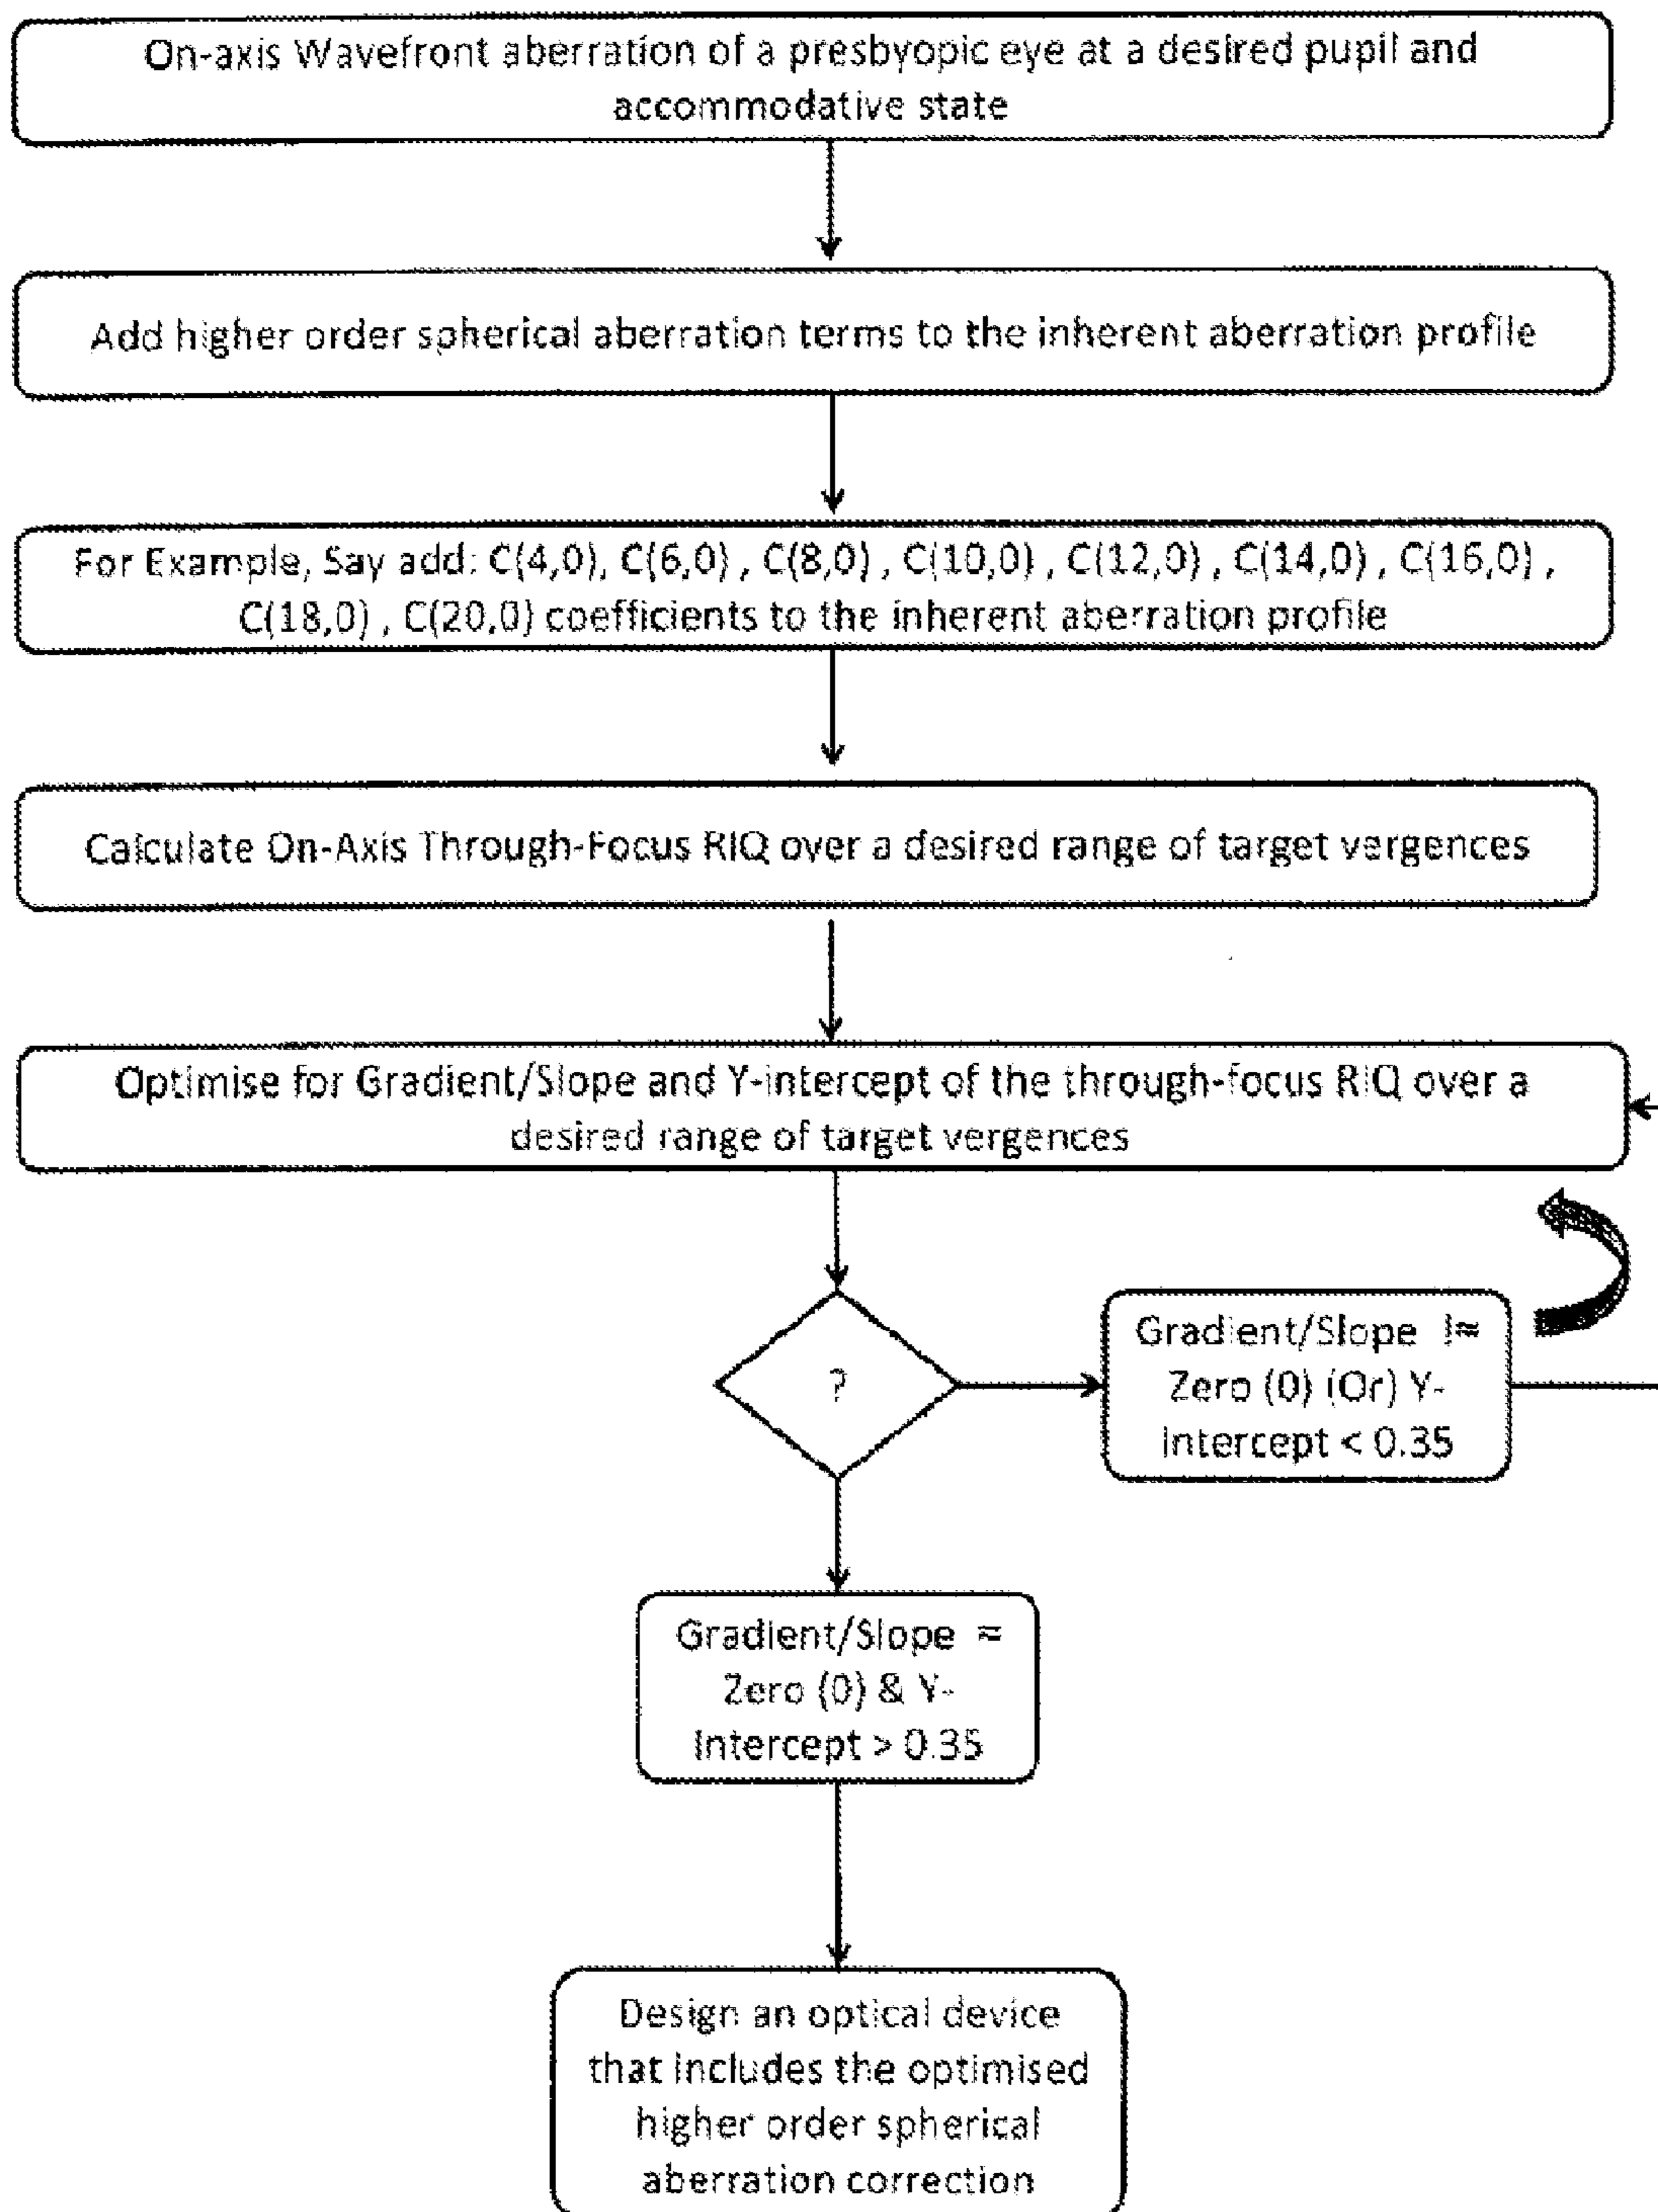 On-axis Wavefront aberration of a presbyopic eye at a desired pupil and
accommodative state
Add higher order spherical aberration terms to the inherent aberration profile
For Example, Say add: C(4,0), C(6,0) , C(8,0) , C(10,0) , C(12,0) , C(14,0) , C(16,0) ,
C(18,0) , C(20,0) coefficients to the inherent aberration profile
Calculate On-Axis Through-Focus RIQ over a desired range of target vergences
Optimise for Gradient/Slope and Y-intercept of the through-focus RIQ over a
desired range of target vergences
?
Gradient/Slope !≈
Zero (0) (Or) Y-
Intercept < 0.35
Gradient/Slope ≈
Zero (0) & Y-
Intercept > 0.35
Design an optical device
that includes the optimised
higher order spherical
aberration correction